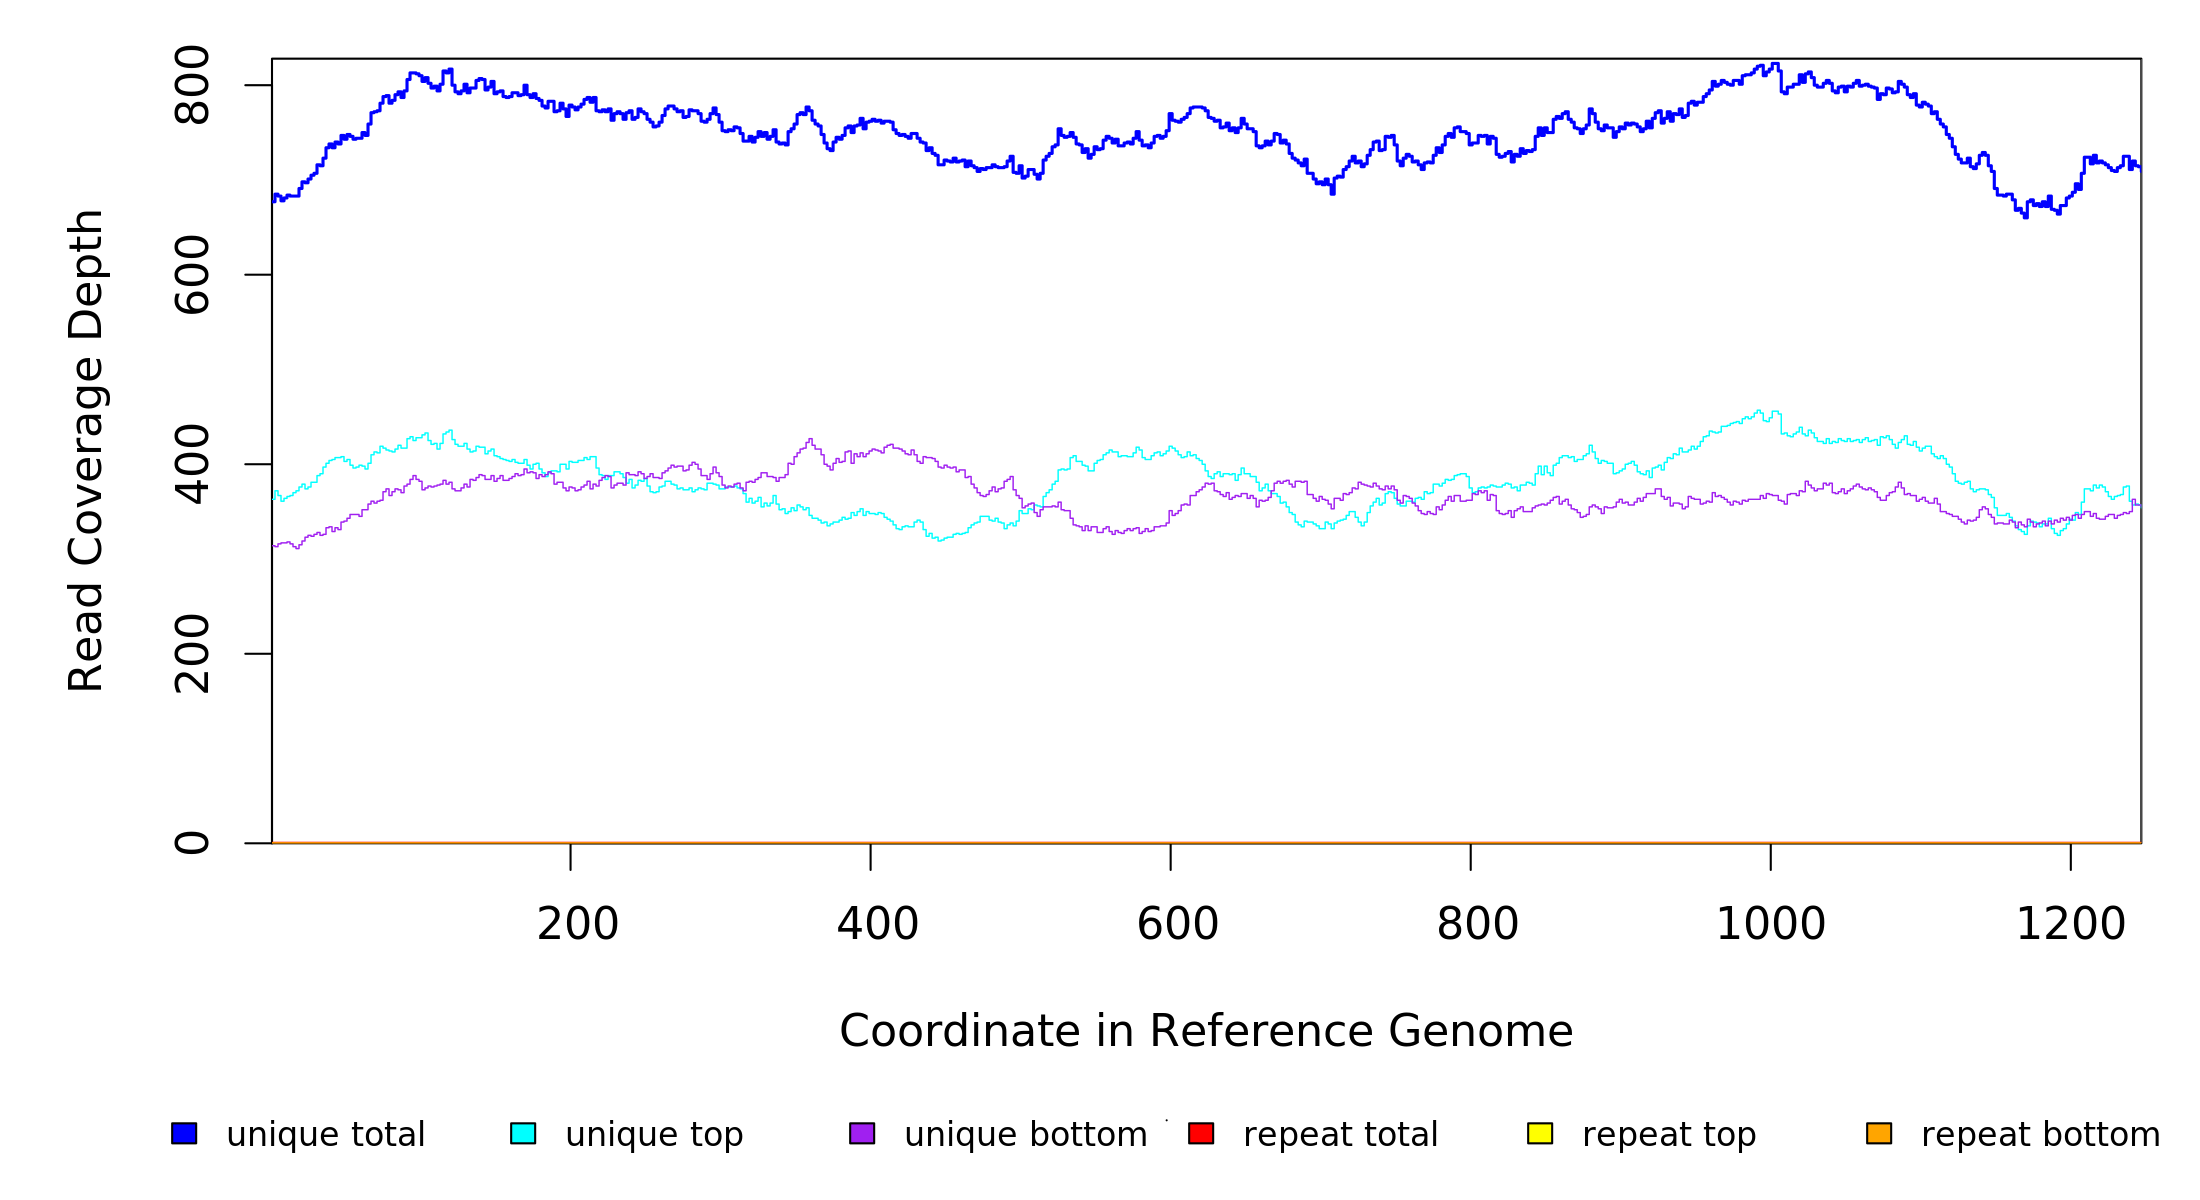 Read Coverage Depth
800
600
400
200
0
200 400 600 800 1000 1200
Coordinate in Reference Genome
unique total unique top unique bottom repeat total repeat top repeat bottom